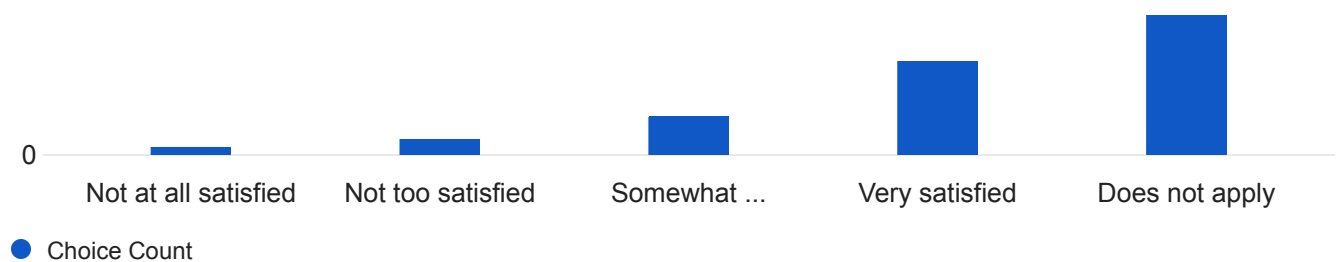 0
Not at all satisfied Not too satisfied Somewhat ... Very satisfied Does not apply
Choice Count